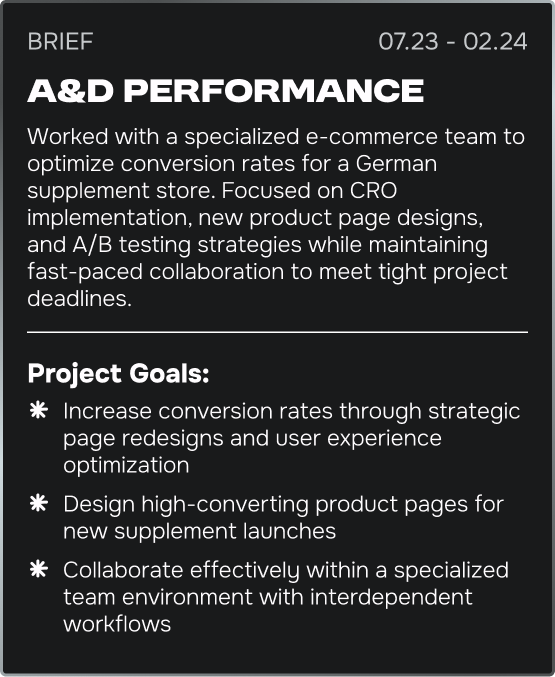 BRIEF 07.23 - 02.24
A&D PERFORMANCE
Worked with a specialized e-commerce team to
optimize conversion rates for a German
supplement store. Focused on CRO
implementation, new product page designs,
and A/B testing strategies while maintaining
fast-paced collaboration to meet tight project
deadlines.
Project Goals:
Increase conversion rates through strategic
page redesigns and user experience
optimization
Design high-converting product pages for
new supplement launches
Collaborate effectively within a specialized
team environment with interdependent
workflows